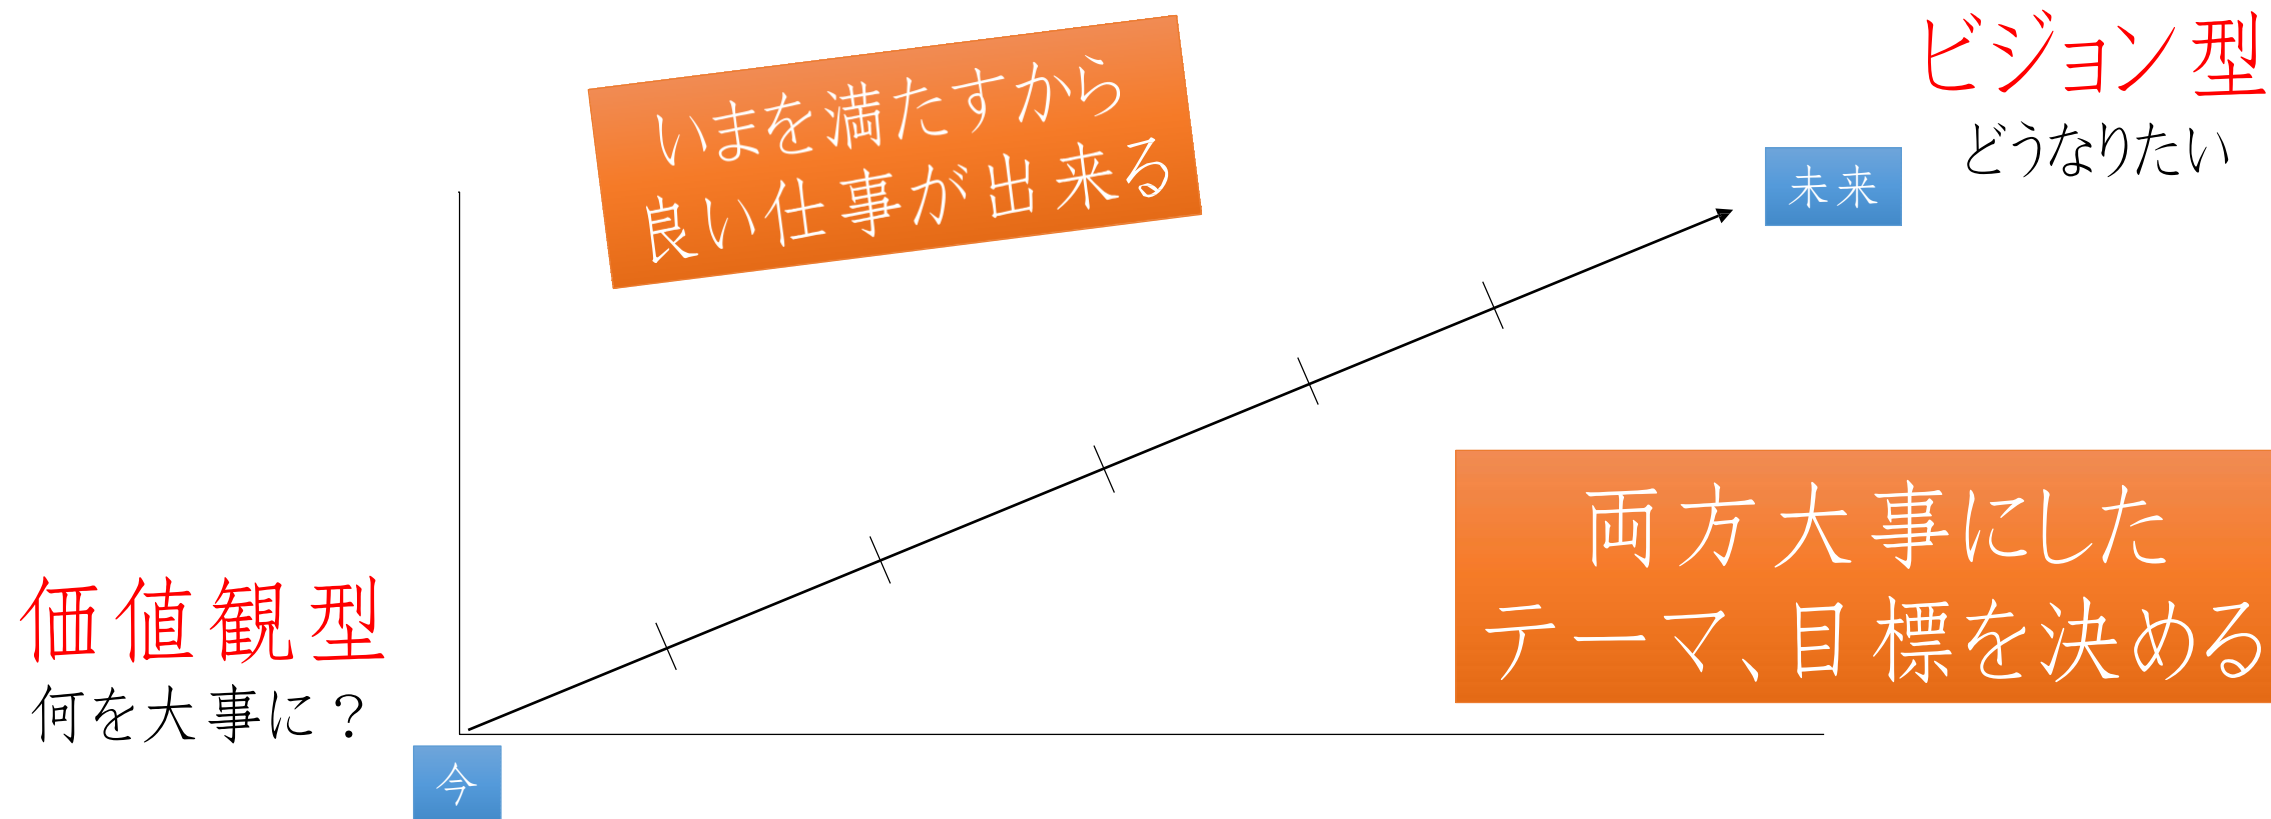 ビジョン型
どうなりたい
いまを満たすから
良い仕事が出来る
未来
両方大事にした
テーマ、目標を決める
価値観型
何を大事に？
今